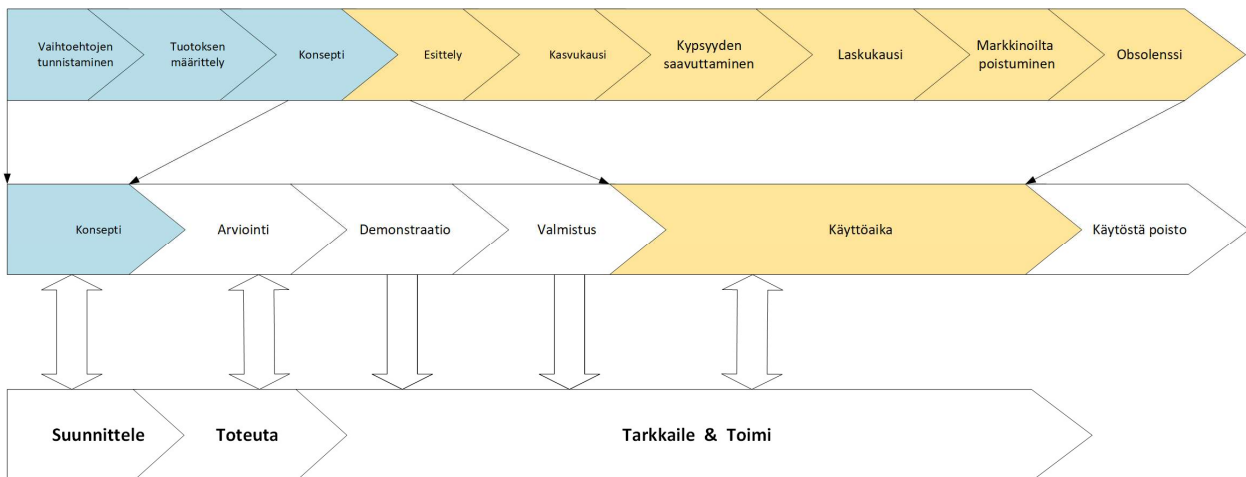 Vaihtoehtojen
tunnistaminen
Tuotoksen
määrittely
Konsepti
Esittely
Kasvukausi
Kypsyyden
saavuttaminen
Laskukausi
Markkinoilta
poistuminen
Obsolenssi
Konsepti
Arviointi
Demonstraatio
Valmistus
Käyttöaika
Käytöstä poisto
Suunnittele
Toteuta
Tarkkaile & Toimi